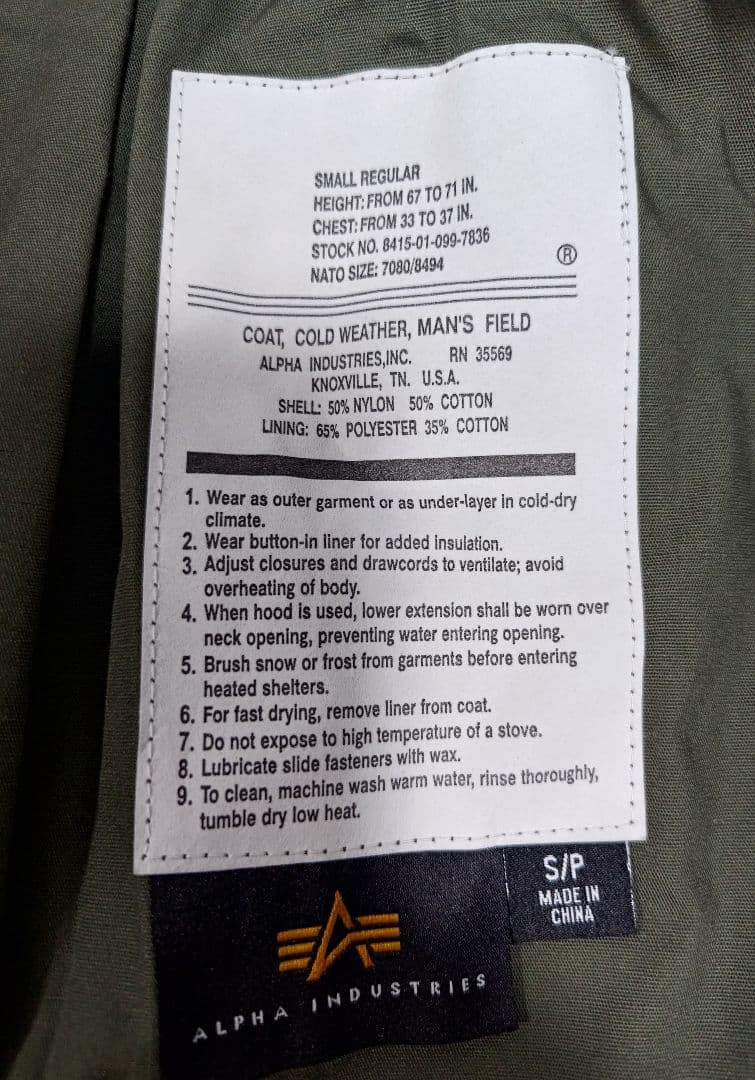 SMALL REGULAR
HEIGHT: FROM 67 TO 71 IN.
CHEST: FROM 33 TO 37 IN.
STOCK NO. 8415-01-099-7836
NATO SIZE: 7080/8494
®
COAT, COLD WEATHER, MAN'S FIELD
ALPHA INDUSTRIES,INC. RN 35569
KNOXVILLE, TN. U.S.A.
SHELL: 50% NYLON 50% COTTON
LINING: 65% POLYESTER 35% COTTON
1. Wear as outer garment or as under-layer in cold-dry
climate.
2. Wear button-in liner for added insulation.
3. Adjust closures and drawcords to ventilate; avoid
overheating of body.
4. When hood is used, lower extension shall be worn over
neck opening, preventing water entering opening.
5. Brush snow or frost from garments before entering
heated shelters.
6. For fast drying, remove liner from coat.
7. Do not expose to high temperature of a stove.
8. Lubricate slide fasteners with wax.
9. To clean, machine wash warm water, rinse thoroughly,
tumble dry low heat.
S/P
MADE IN
CHINA
ALPHA INDUSTRIES